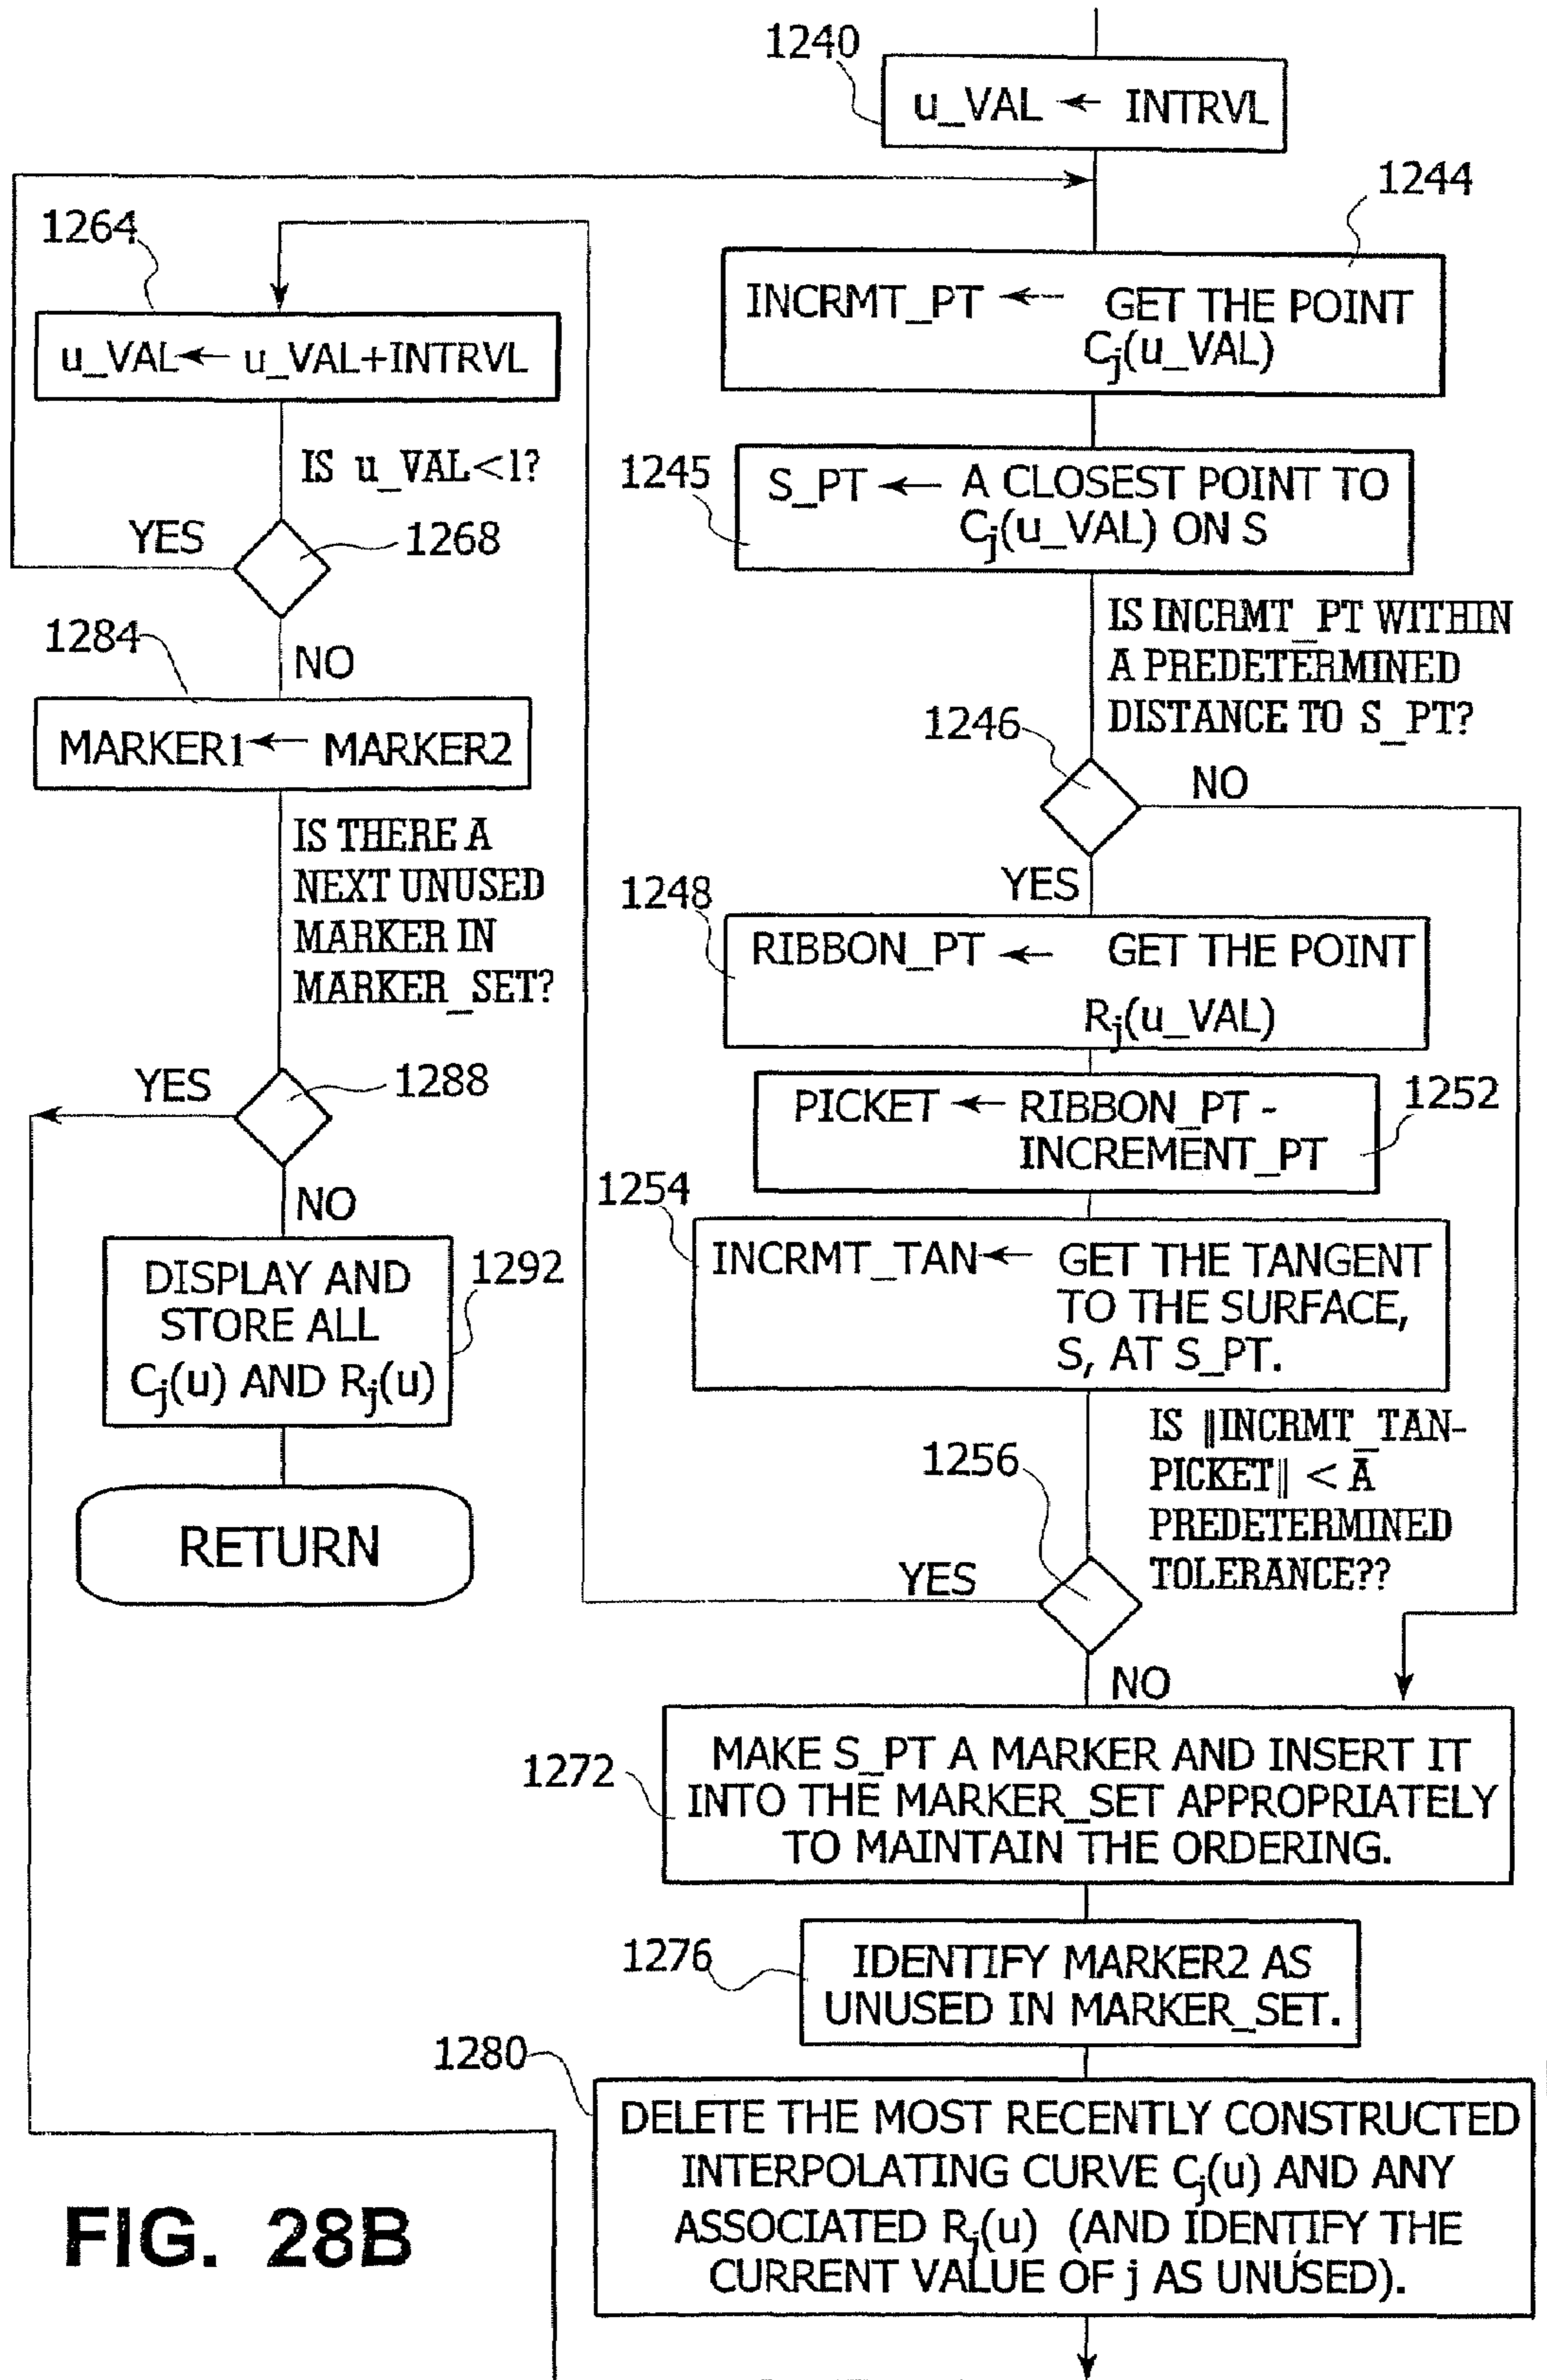 1240
u_VAL ← INTRVL
1244
INCRMT_PT ← GET THE POINT
Cj(u_VAL)
1245
S_PT ← A CLOSEST POINT TO
Cj(u_VAL) ON S
IS INCRMT_PT WITHIN
A PREDETERMINED
DISTANCE TO S_PT?
1246
NO
YES
1248
RIBBON_PT ← GET THE POINT
Rj(u_VAL)
PICKET ← RIBBON_PT -
INCREMENT_PT
1252
1254
INCRMT_TAN ← GET THE TANGENT
TO THE SURFACE,
S, AT S_PT.
IS ‖INCRMT_TAN-
PICKET‖ < A
PREDETERMINED
TOLERANCE??
1256
YES
NO
1272
MAKE S_PT A MARKER AND INSERT IT
INTO THE MARKER_SET APPROPRIATELY
TO MAINTAIN THE ORDERING.
1276
IDENTIFY MARKER2 AS
UNUSED IN MARKER_SET.
1280
DELETE THE MOST RECENTLY CONSTRUCTED
INTERPOLATING CURVE Cj(u) AND ANY
ASSOCIATED Rj(u) (AND IDENTIFY THE
CURRENT VALUE OF j AS UNUSED).
1264
u_VAL ← u_VAL+INTRVL
IS u_VAL<1?
YES
1268
NO
1284
MARKER1 ← MARKER2
IS THERE A
NEXT UNUSED
MARKER IN
MARKER_SET?
YES
1288
NO
DISPLAY AND
STORE ALL
Cj(u) AND Rj(u)
1292
RETURN
FIG. 28B